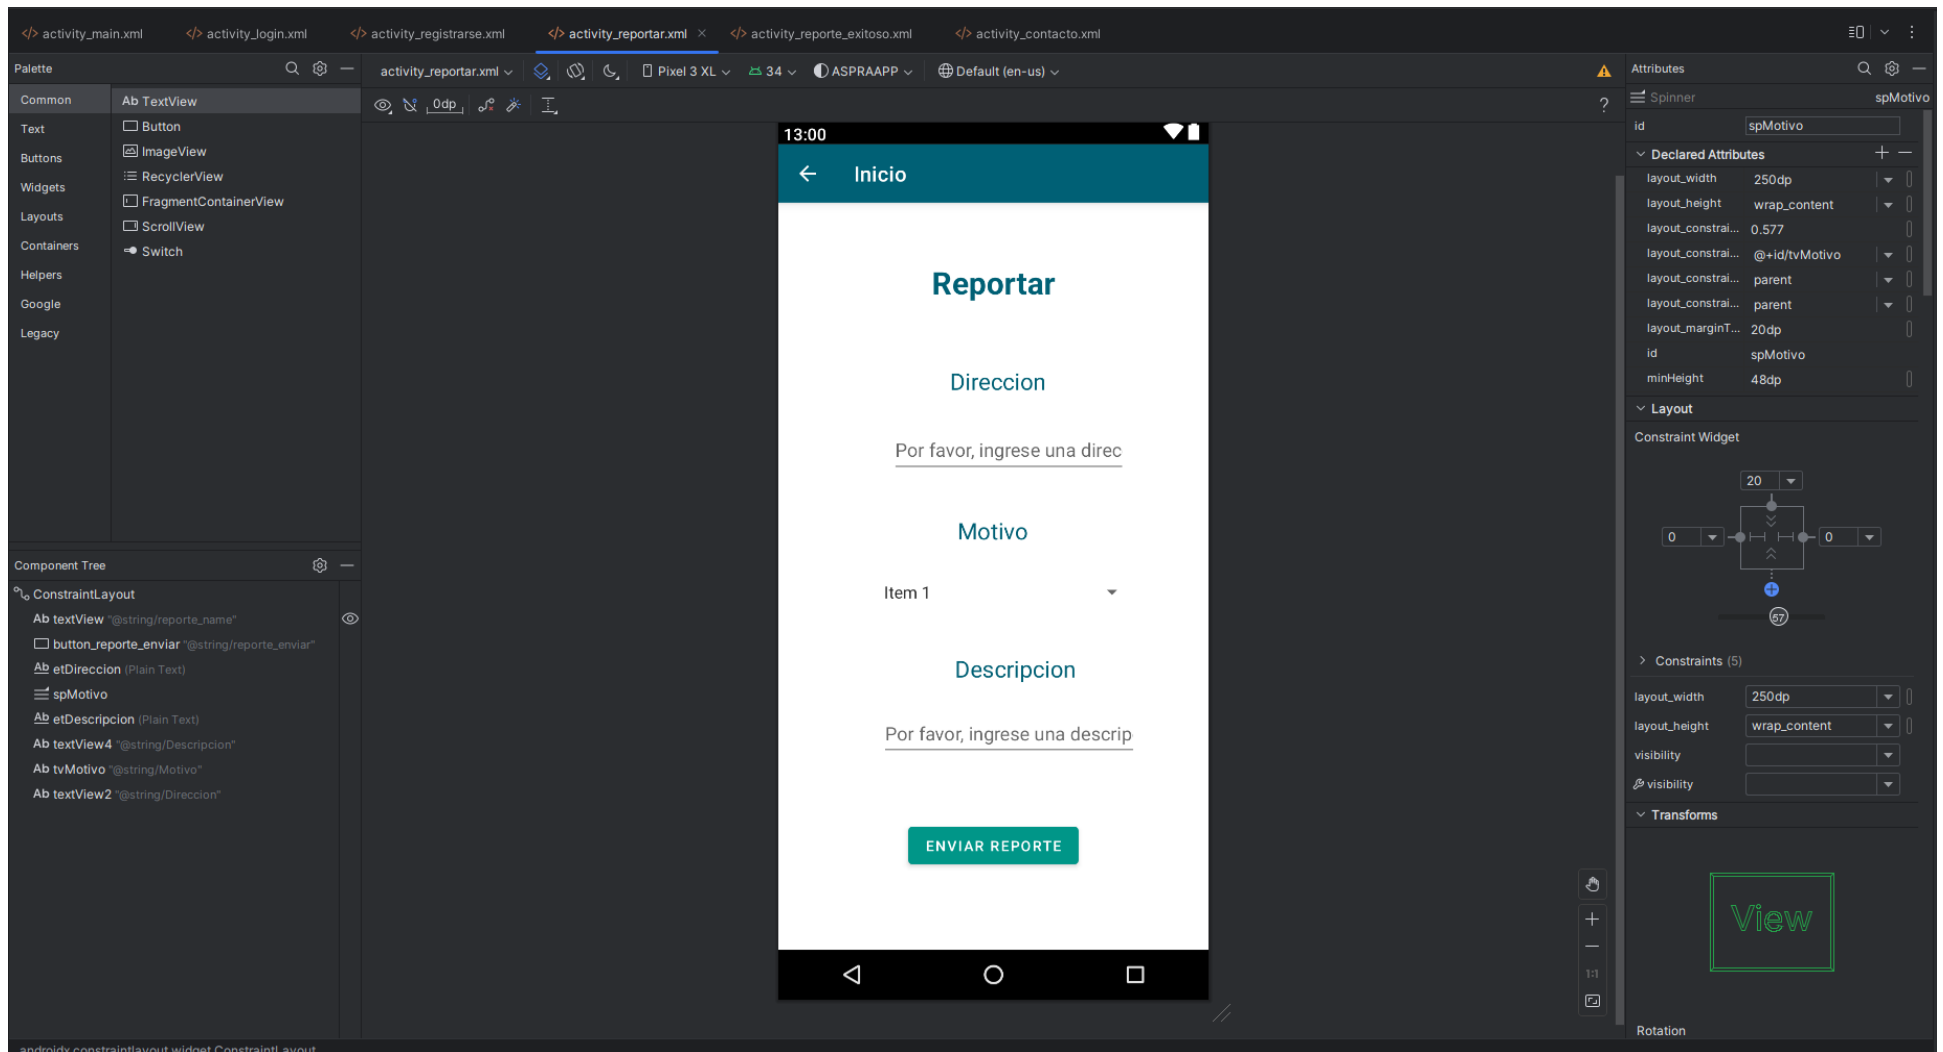 </> activity_main.xml
</> activity_login.xml
</> activity_registrarse.xml
</> activity_reportar.xml ×
</> activity_reporte_exitoso.xml
</> activity_contacto.xml
Palette
Common
Text
Buttons
Widgets
Layouts
Containers
Helpers
Google
Legacy
Ab TextView
Button
ImageView
RecyclerView
FragmentContainerView
ScrollView
Switch
activity_reportar.xml
Pixel 3 XL
34
ASPRAAPP
Default (en-us)
0dp
?
13:00
Inicio
Reportar
Direccion
Por favor, ingrese una direc
Motivo
Item 1
Descripcion
Por favor, ingrese una descrip
ENVIAR REPORTE
1:1
Component Tree
ConstraintLayout
Ab textView "@string/reporte_name"
button_reporte_enviar "@string/reporte_enviar"
Ab etDireccion (Plain Text)
spMotivo
Ab etDescripcion (Plain Text)
Ab textView4 "@string/Descripcion"
Ab tvMotivo "@string/Motivo"
Ab textView2 "@string/Direccion"
androidx.constraintlayout.widget.ConstraintLayout
Attributes
Spinner spMotivo
id spMotivo
Declared Attributes
layout_width 250dp
layout_height wrap_content
layout_constrai... 0.577
layout_constrai... @+id/tvMotivo
layout_constrai... parent
layout_constrai... parent
layout_marginT... 20dp
id spMotivo
minHeight 48dp
Layout
Constraint Widget
20
0 0
57
Constraints (5)
layout_width 250dp
layout_height wrap_content
visibility
visibility
Transforms
View
Rotation